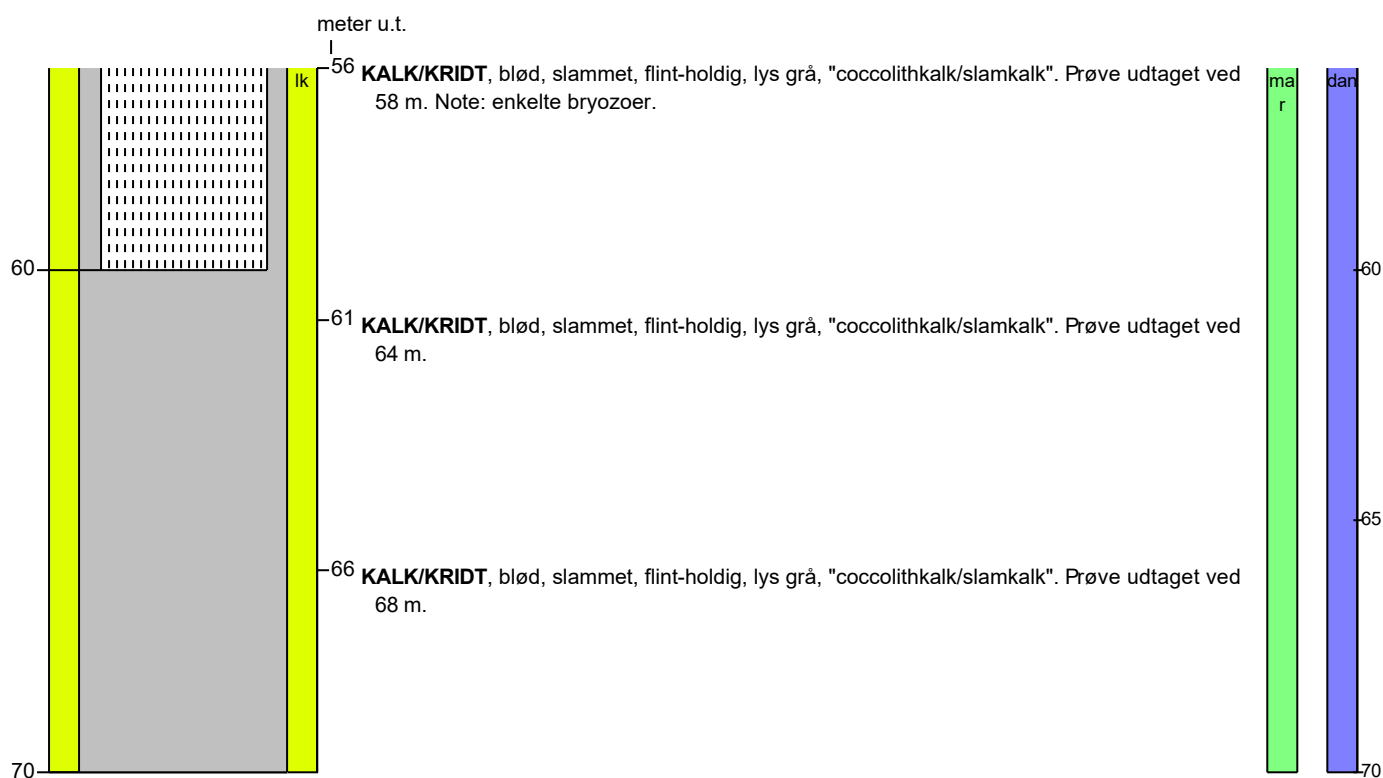 meter u.t.
56 KALK/KRIDT, blød, slammet, flint-holdig, lys grå, "coccolithkalk/slamkalk". Prøve udtaget ved
58 m. Note: enkelte bryozoer.
lk
ma
r
dan
60
60
61 KALK/KRIDT, blød, slammet, flint-holdig, lys grå, "coccolithkalk/slamkalk". Prøve udtaget ved
64 m.
65
66 KALK/KRIDT, blød, slammet, flint-holdig, lys grå, "coccolithkalk/slamkalk". Prøve udtaget ved
68 m.
70
70